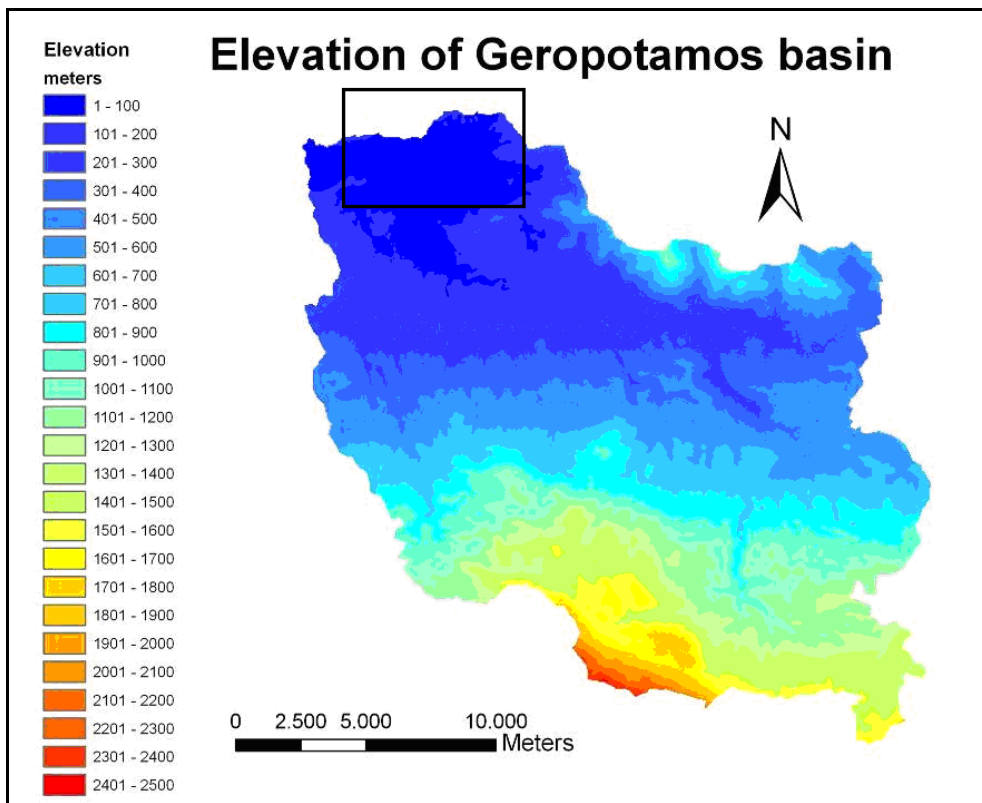 Elevation of Geropotamos basin
Elevation
meters
1 - 100
101 - 200
201 - 300
301 - 400
401 - 500
501 - 600
601 - 700
701 - 800
801 - 900
901 - 1000
1001 - 1100
1101 - 1200
1201 - 1300
1301 - 1400
1401 - 1500
1501 - 1600
1601 - 1700
1701 - 1800
1801 - 1900
1901 - 2000
2001 - 2100
2101 - 2200
2201 - 2300
2301 - 2400
2401 - 2500
N
0 2.500 5.000 10.000
Meters